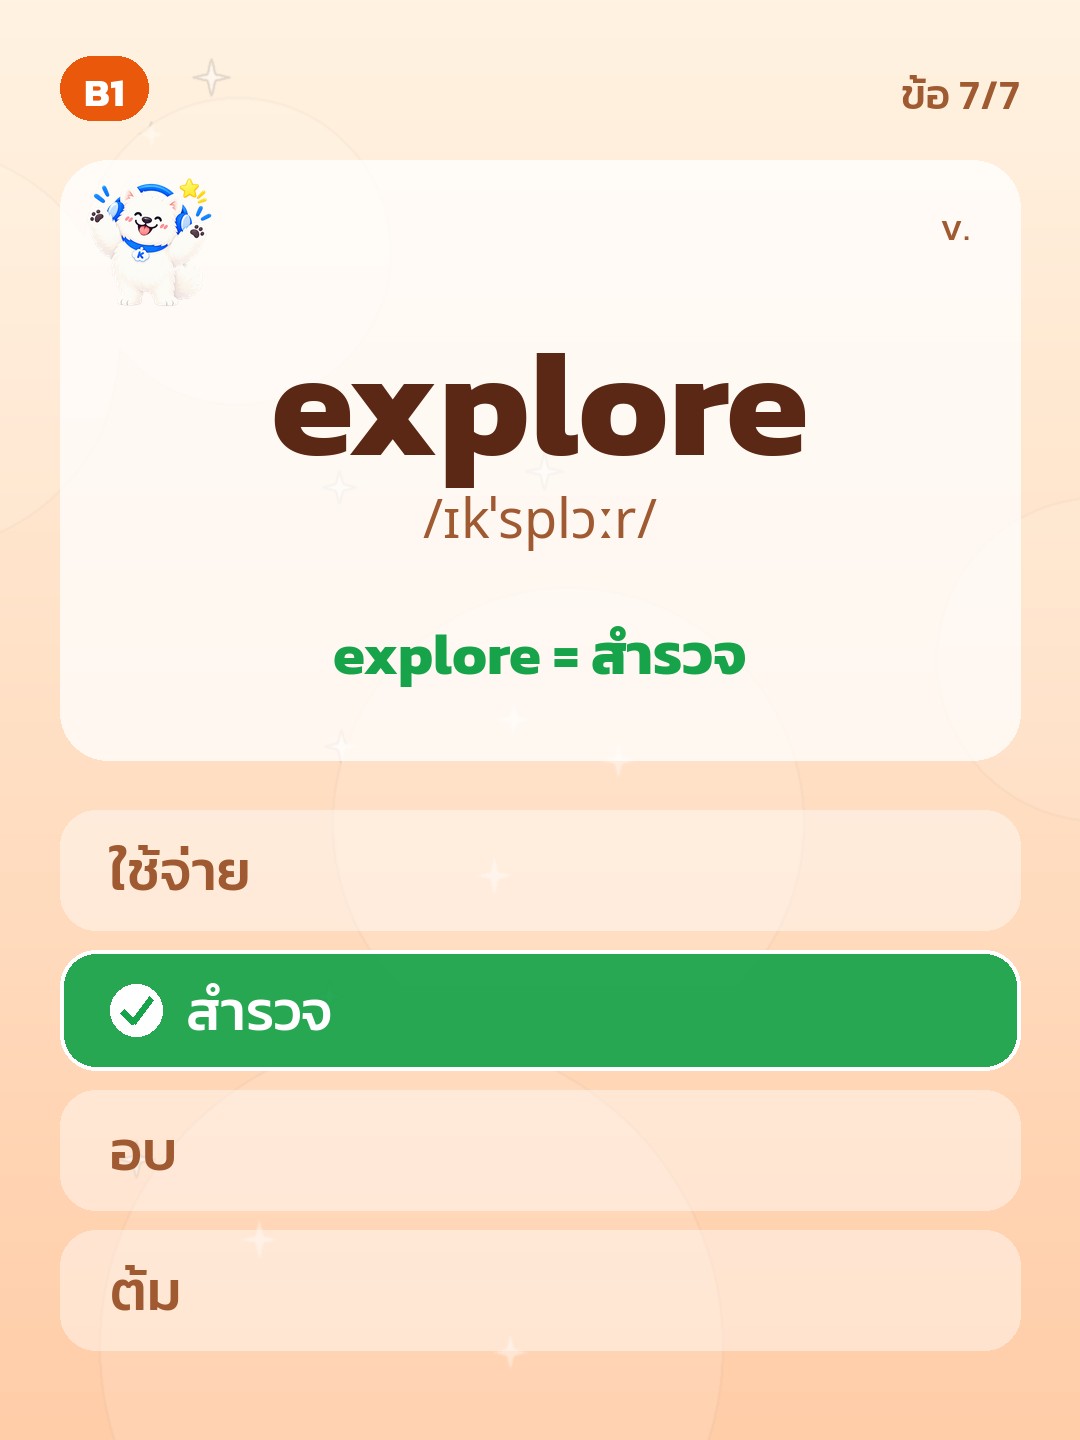 B1
ข้อ 7/7
v.
explore
/ɪkˈsplɔːr/
explore = สำรวจ
ใช้จ่าย
สำรวจ
อบ
ต้ม